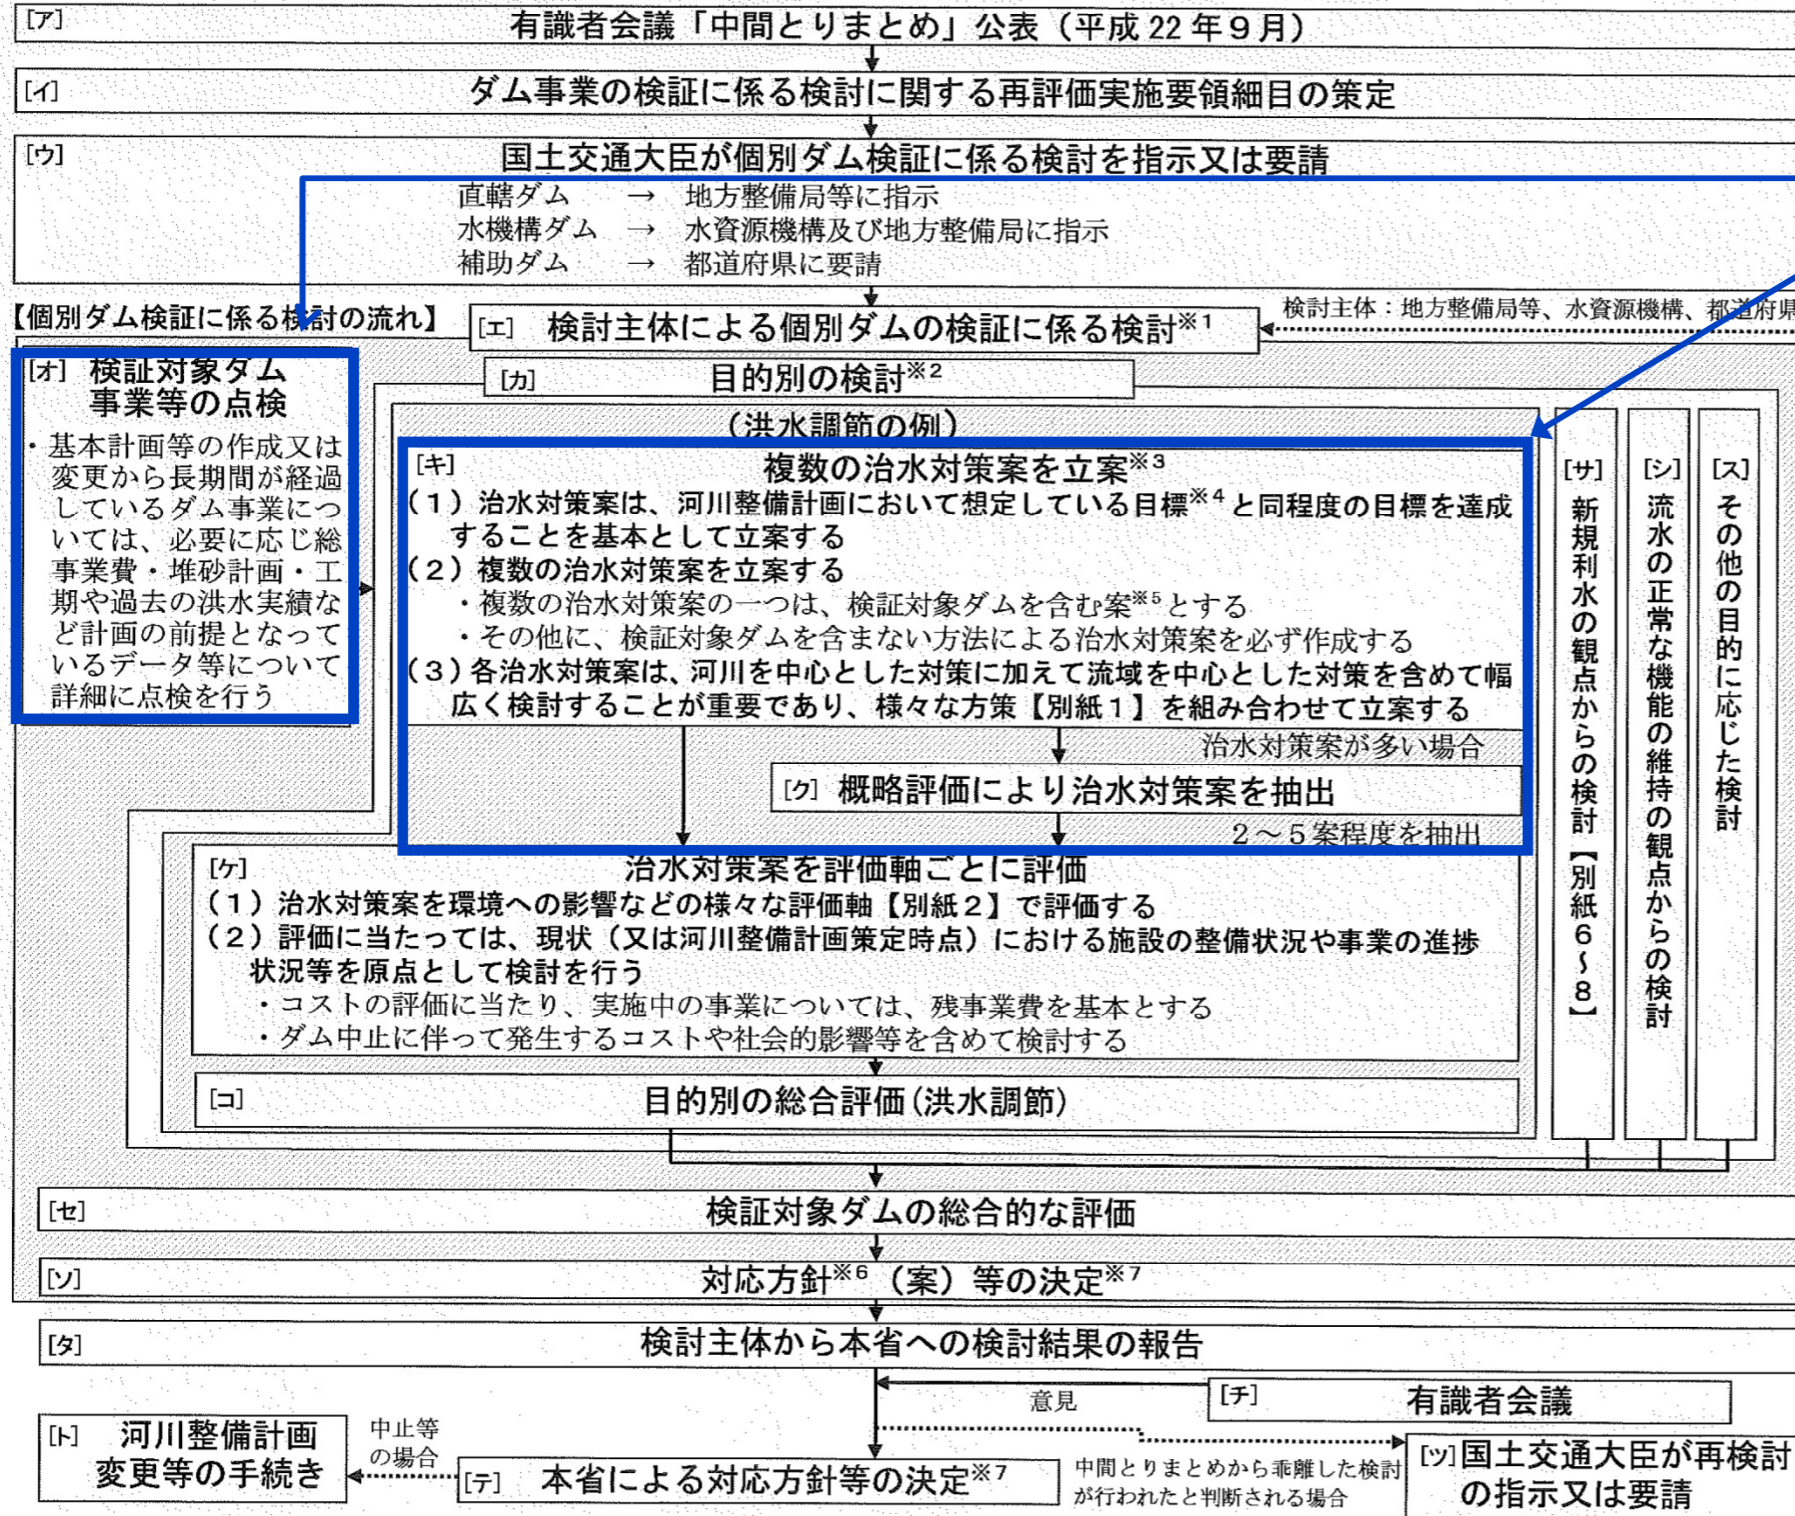 [ア] 有識者会議「中間とりまとめ」公表（平成22年9月）
[イ] ダム事業の検証に係る検討に関する再評価実施要領細目の策定
[ウ] 国土交通大臣が個別ダム検証に係る検討を指示又は要請
直轄ダム → 地方整備局等に指示
水機構ダム → 水資源機構及び地方整備局に指示
補助ダム → 都道府県に要請
【個別ダム検証に係る検討の流れ】
[エ] 検討主体による個別ダムの検証に係る検討※1
検討主体：地方整備局等、水資源機構、都道府県
[オ] 検証対象ダム
事業等の点検
・基本計画等の作成又は
変更から長期間が経過
しているダム事業につ
いては、必要に応じ総
事業費・堆砂計画・工
期や過去の洪水実績な
ど計画の前提となって
いるデータ等について
詳細に点検を行う
[カ] 目的別の検討※2
（洪水調節の例）
[キ] 複数の治水対策案を立案※3
（1）治水対策案は、河川整備計画において想定している目標※4と同程度の目標を達成
することを基本として立案する
（2）複数の治水対策案を立案する
・複数の治水対策案の一つは、検証対象ダムを含む案※5とする
・その他に、検証対象ダムを含まない方法による治水対策案を必ず作成する
（3）各治水対策案は、河川を中心とした対策に加えて流域を中心とした対策を含めて幅
広く検討することが重要であり、様々な方策【別紙1】を組み合わせて立案する
治水対策案が多い場合
[ク] 概略評価により治水対策案を抽出
2～5案程度を抽出
[ケ] 治水対策案を評価軸ごとに評価
（1）治水対策案を環境への影響などの様々な評価軸【別紙2】で評価する
（2）評価に当たっては、現状（又は河川整備計画策定時点）における施設の整備状況や事業の進捗
状況等を原点として検討を行う
・コストの評価に当たり、実施中の事業については、残事業費を基本とする
・ダム中止に伴って発生するコストや社会的影響等を含めて検討する
[コ] 目的別の総合評価(洪水調節)
[サ] 新規利水の観点からの検討【別紙6～8】
[シ] 流水の正常な機能の維持の観点からの検討
[ス] その他の目的に応じた検討
[セ] 検証対象ダムの総合的な評価
[ソ] 対応方針※6（案）等の決定※7
[タ] 検討主体から本省への検討結果の報告
意見
[チ] 有識者会議
[ト] 河川整備計画
変更等の手続き
中止等
の場合
[テ] 本省による対応方針等の決定※7
中間とりまとめから乖離した検討
が行われたと判断される場合
[ツ] 国土交通大臣が再検討
の指示又は要請